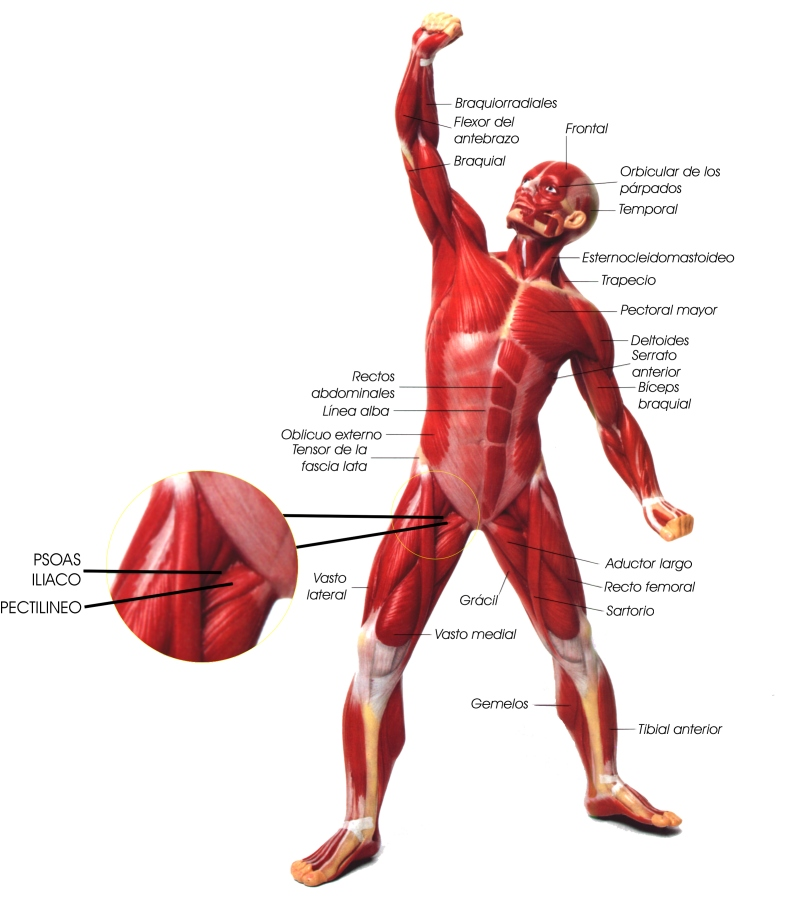 Braquiorradiales
Flexor del
antebrazo
Braquial
Frontal
Orbicular de los
párpados
Temporal
Esternocleidomastoideo
Trapecio
Pectoral mayor
Deltoides
Serrato
anterior
Bíceps
braquial
Rectos
abdominales
Línea alba
Oblicuo externo
Tensor de la
fascia lata
PSOAS
ILIACO
PECTILINEO
Vasto
lateral
Grácil
Vasto medial
Aductor largo
Recto femoral
Sartorio
Gemelos
Tibial anterior